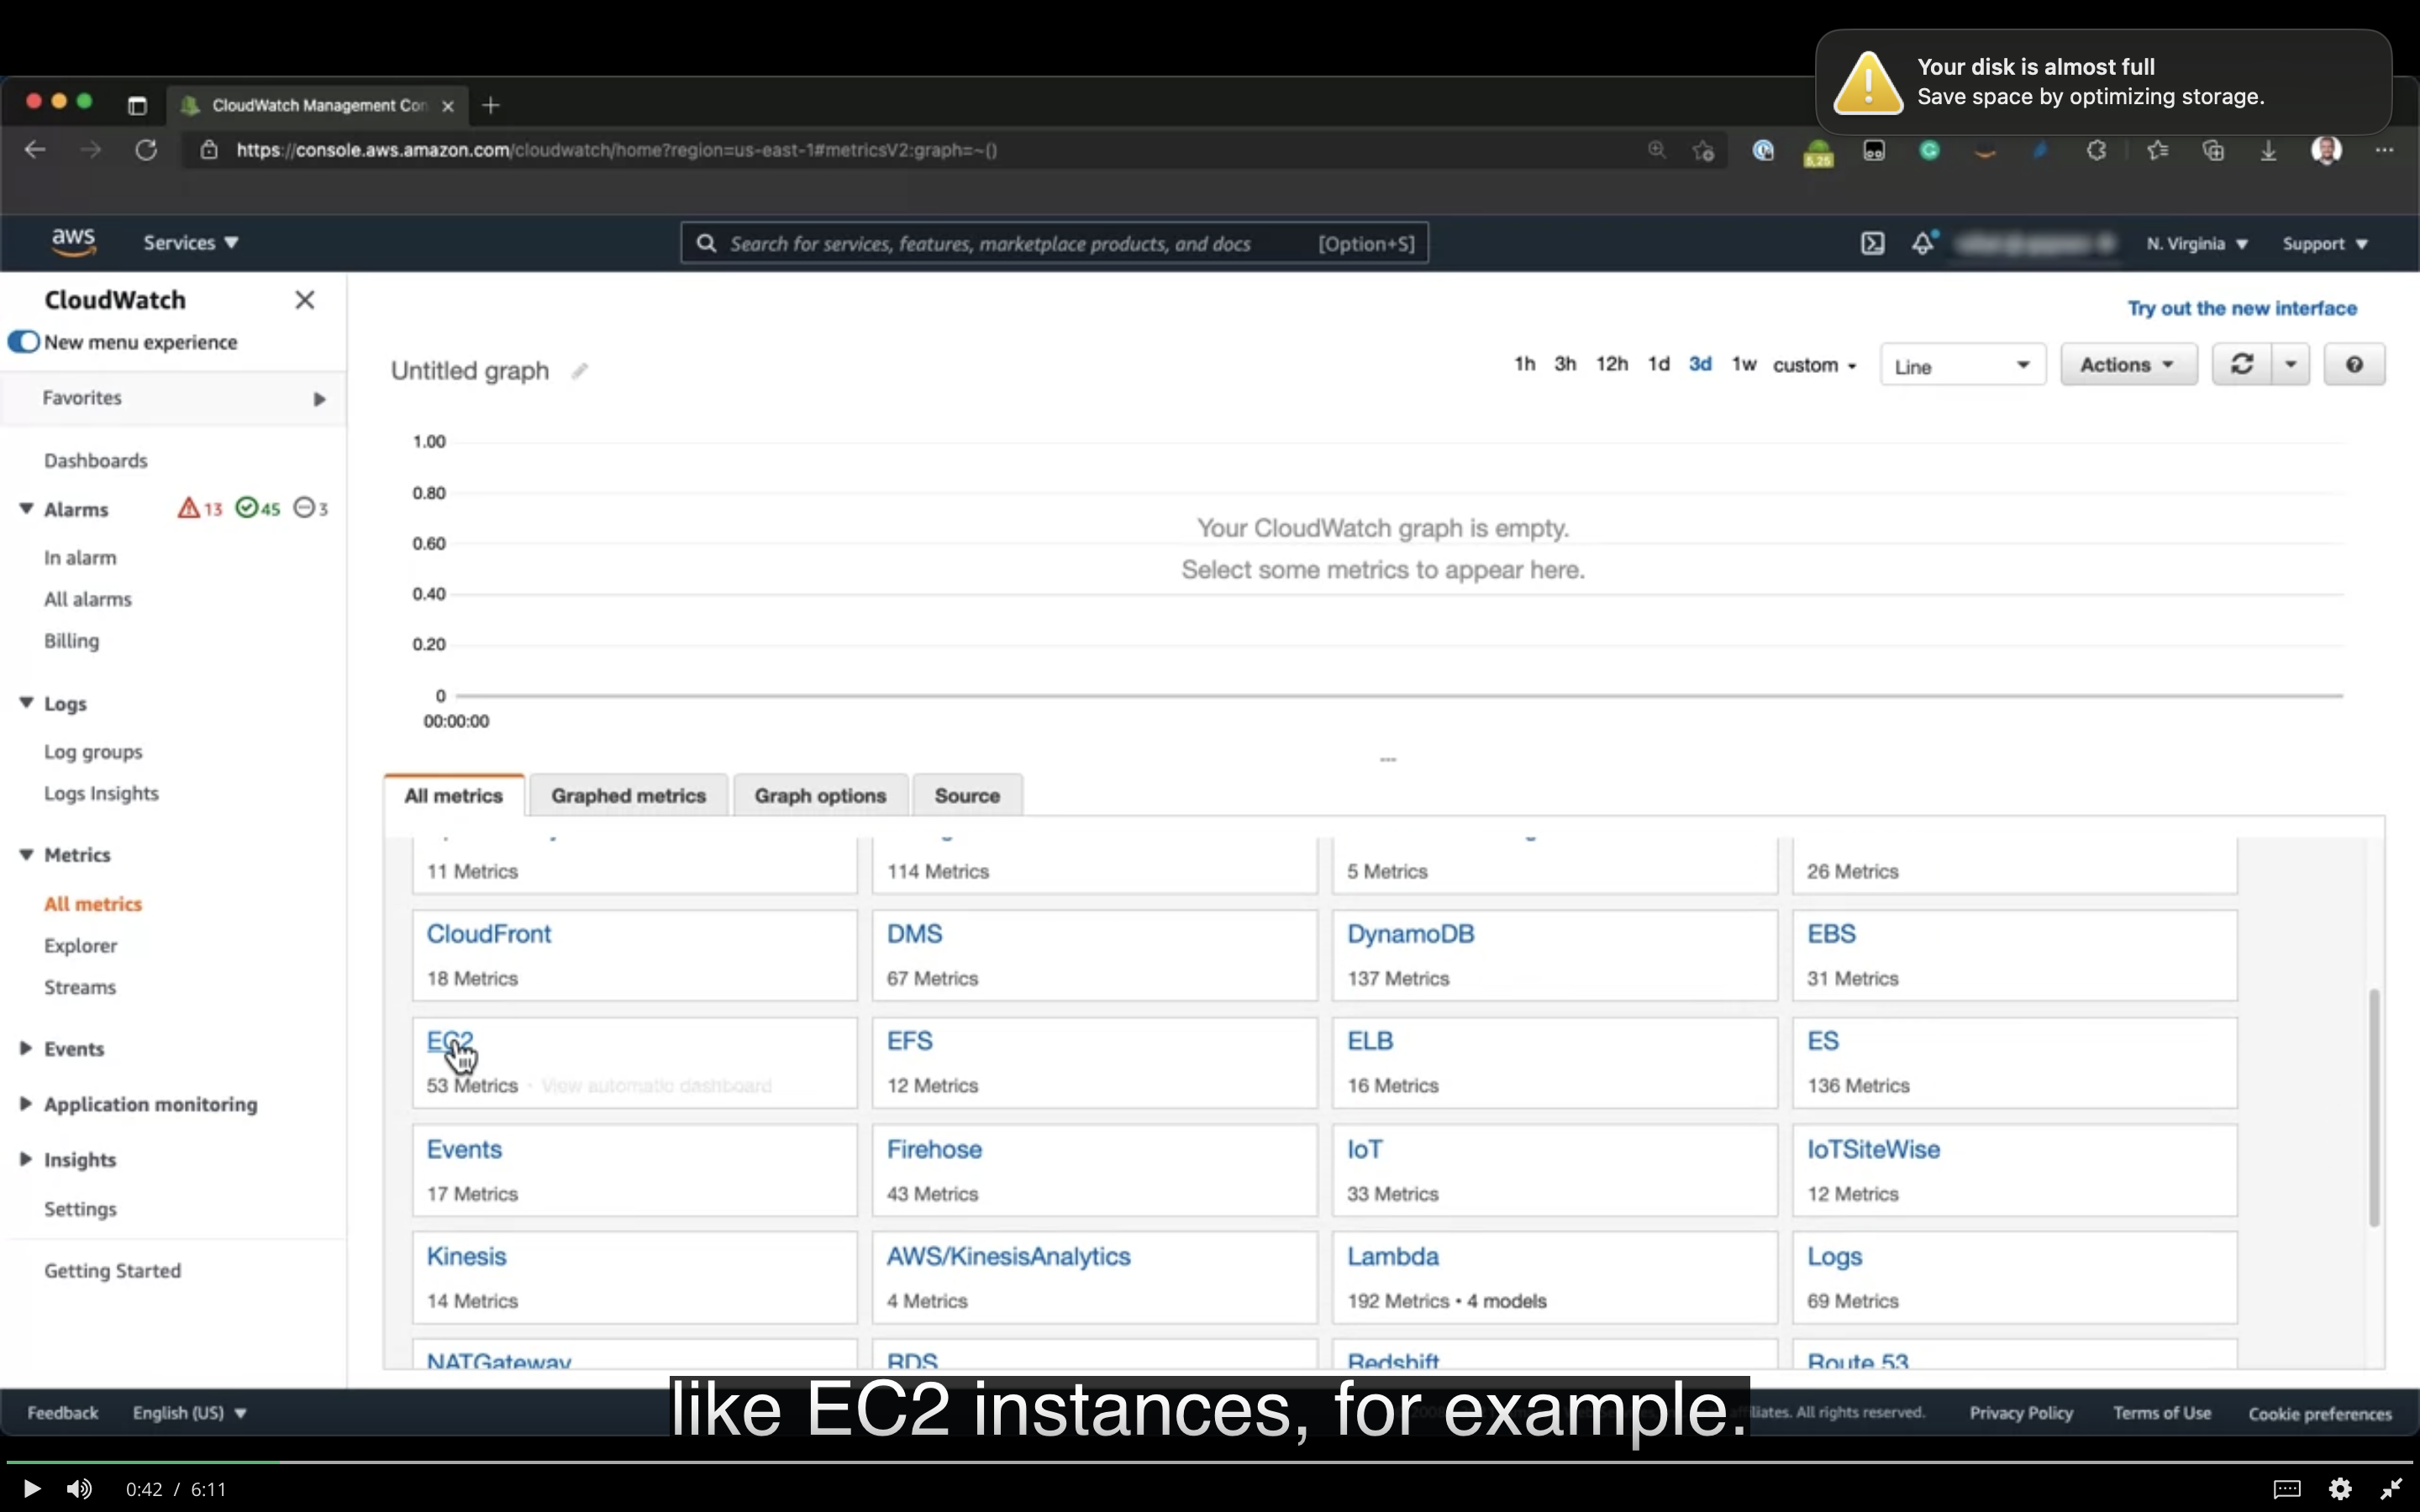 Your disk is almost full
Save space by optimizing storage.
CloudWatch Management Con
https://console.aws.amazon.com/cloudwatch/home?region=us-east-1#metricsV2:graph=~()
5,25
aws
Services
Search for services, features, marketplace products, and docs [Option+S]
N. Virginia
Support
CloudWatch
New menu experience
Favorites
Dashboards
Alarms 13 45 3
In alarm
All alarms
Billing
Logs
Log groups
Logs Insights
Metrics
All metrics
Explorer
Streams
Events
Application monitoring
Insights
Settings
Getting Started
Try out the new interface
Untitled graph
1h 3h 12h 1d 3d 1w custom
Line
Actions
1.00
0.80
0.60
0.40
0.20
0
00:00:00
Your CloudWatch graph is empty.
Select some metrics to appear here.
All metrics
Graphed metrics
Graph options
Source
11 Metrics
114 Metrics
5 Metrics
26 Metrics
CloudFront
18 Metrics
DMS
67 Metrics
DynamoDB
137 Metrics
EBS
31 Metrics
EC2
53 Metrics • View automatic dashboard
EFS
12 Metrics
ELB
16 Metrics
ES
136 Metrics
Events
17 Metrics
Firehose
43 Metrics
IoT
33 Metrics
IoTSiteWise
12 Metrics
Kinesis
14 Metrics
AWS/KinesisAnalytics
4 Metrics
Lambda
192 Metrics • 4 models
Logs
69 Metrics
NATGateway
RDS
Redshift
Route 53
like EC2 instances, for example.
Feedback
English (US)
iliates. All rights reserved.
Privacy Policy
Terms of Use
Cookie preferences
0:42 / 6:11